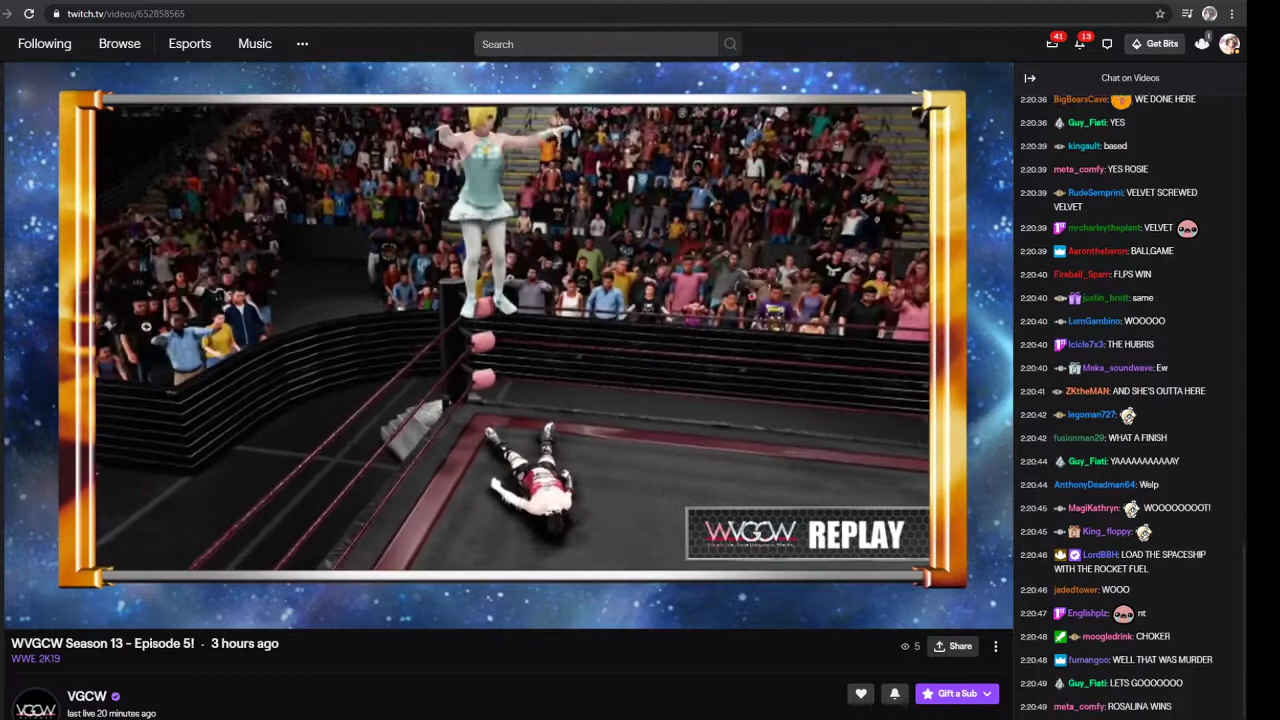 twitch.tv/videos/652858565
Following Browse Esports Music ••• Search 41 13 Get Bits 1
Chat on Videos
2:20:36 BigBearsCave: WE DONE HERE
2:20:36 Guy_Fiati: YES
2:20:39 kingault: based
2:20:39 meta_comfy: YES ROSIE
2:20:39 RudeSemprini: VELVET SCREWED
VELVET
2:20:39 mrcharleytheplant: VELVET
2:20:39 Aaronthebaron: BALLGAME
2:20:40 Fireball_Spam: FLPS WIN
2:20:40 justin_brett: same
2:20:40 LemGambino: WOOOOO
2:20:40 Icicle7x3: THE HUBRIS
2:20:40 Meka_soundwave: Ew
2:20:41 ZKtheMAN: AND SHE'S OUTTA HERE
2:20:42 legoman727:
2:20:42 fusionman29: WHAT A FINISH
2:20:44 Guy_Fiati: YAAAAAAAAAAY
2:20:44 AnthonyDeadman64: Welp
2:20:45 MagiKathryn: WOOOOOOOOT!
2:20:45 King_floppy:
2:20:46 LordBBH: LOAD THE SPACESHIP
WITH THE ROCKET FUEL
2:20:46 jadedtower: WOOO
2:20:47 Englishplz: nt
2:20:48 moogledrink: CHOKER
2:20:48 fumangoo: WELL THAT WAS MURDER
2:20:49 Guy_Fiati: LETS GOOOOOOO
2:20:49 meta_comfy: ROSALINA WINS
WVGCW REPLAY
WVGCW Season 13 - Episode 5! · 3 hours ago
WWE 2K19
5 Share
VGCW
last live 20 minutes ago
Gift a Sub
VGCW